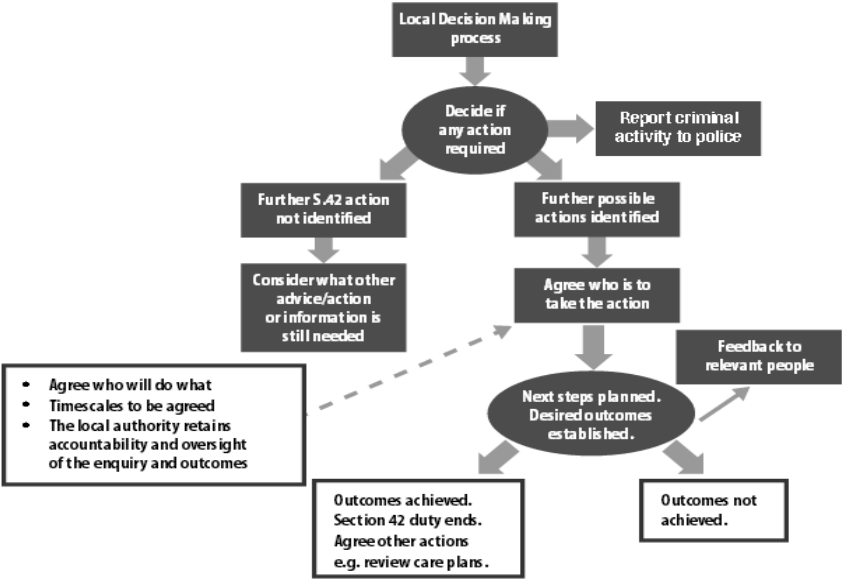 Local Decision Making
process
Decide if
any action
required
Report criminal
activity to police
Further S.42 action
not identified
Further possible
actions identified
Consider what other
advice/action
or information is
still needed
Agree who is to
take the action
Feedback to
relevant people
• Agree who will do what
• Timescales to be agreed
• The local authority retains
accountability and oversight
of the enquiry and outcomes
Next steps planned.
Desired outcomes
established.
Outcomes achieved.
Section 42 duty ends.
Agree other actions
e.g. review care plans.
Outcomes not
achieved.